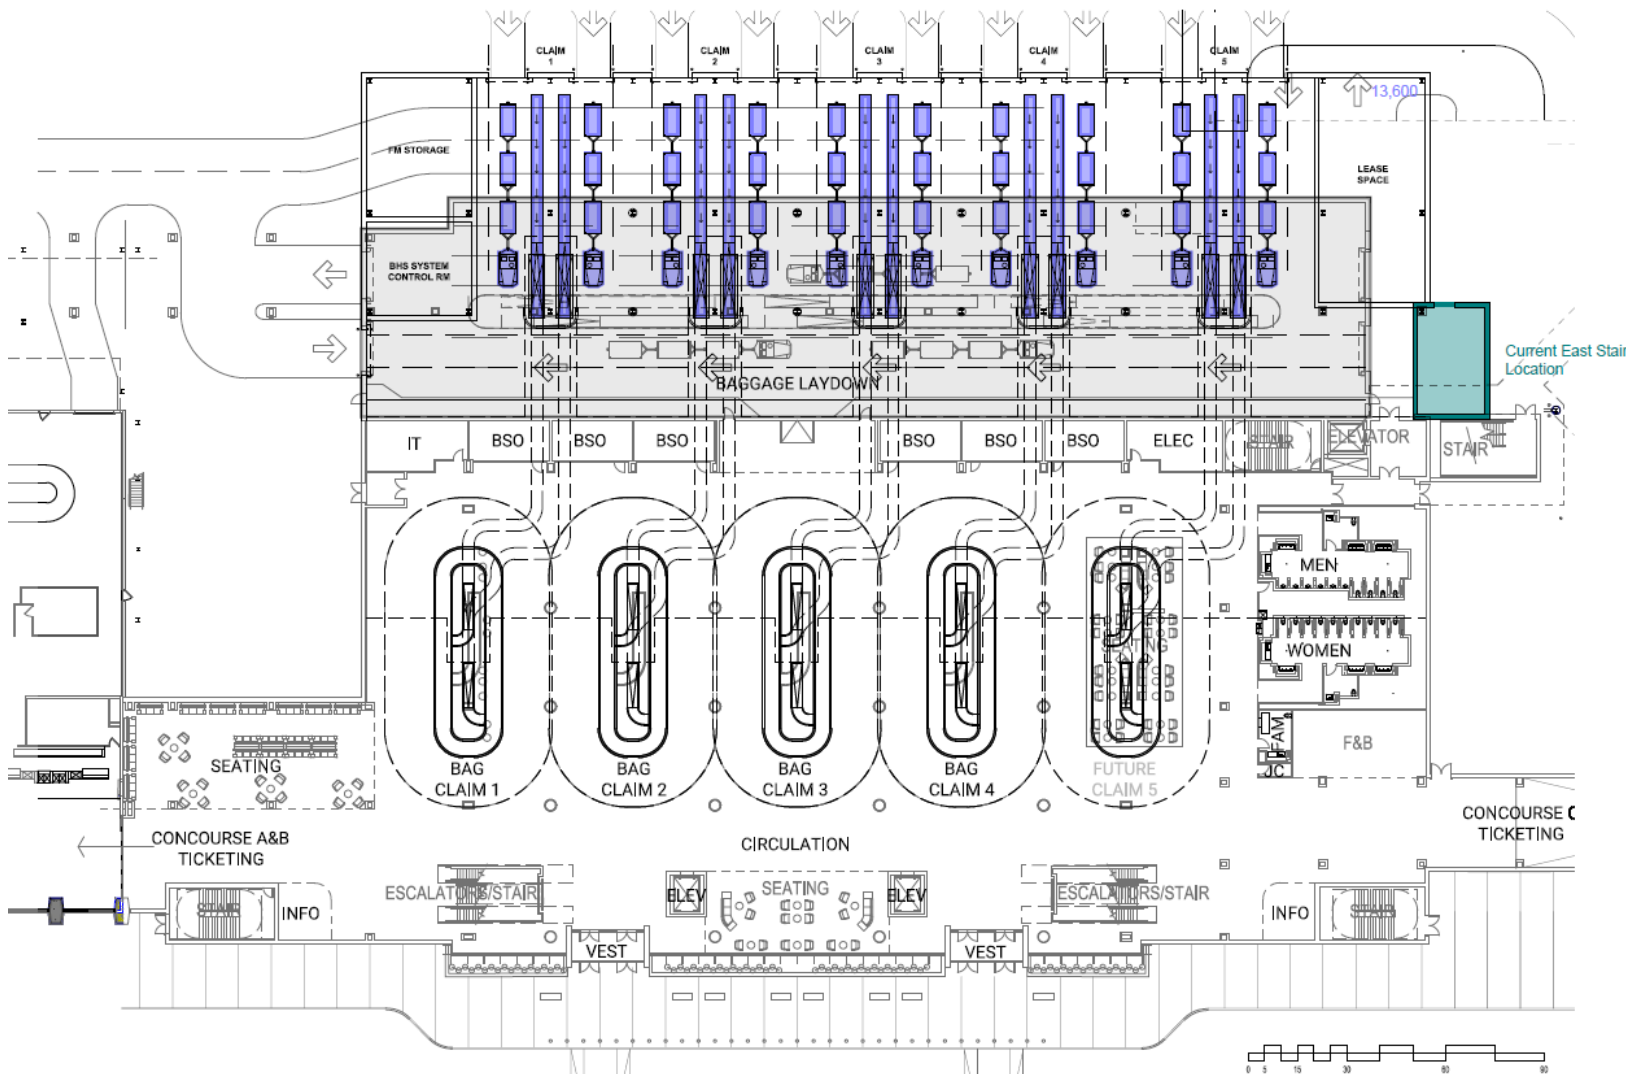 CLAIM
1
CLAIM
2
CLAIM
3
CLAIM
4
CLAIM
5
13,600
FM STORAGE
LEASE
SPACE
BHS SYSTEM
CONTROL RM
Current East Stair
Location
BAGGAGE LAYDOWN
IT
BSO
BSO
BSO
BSO
BSO
BSO
ELEC
STAIR
ELEVATOR
STAIR
MEN
WOMEN
SEATING
FAM
JC
F&B
SEATING
BAG
CLAIM 1
BAG
CLAIM 2
BAG
CLAIM 3
BAG
CLAIM 4
FUTURE
CLAIM 5
CONCOURSE A&B
TICKETING
CIRCULATION
CONCOURSE C
TICKETING
ESCALATORS/STAIR
ELEV
SEATING
ELEV
ESCALATORS/STAIR
STAIR
INFO
INFO
STAIR
VEST
VEST
0 5 15 30 60 90